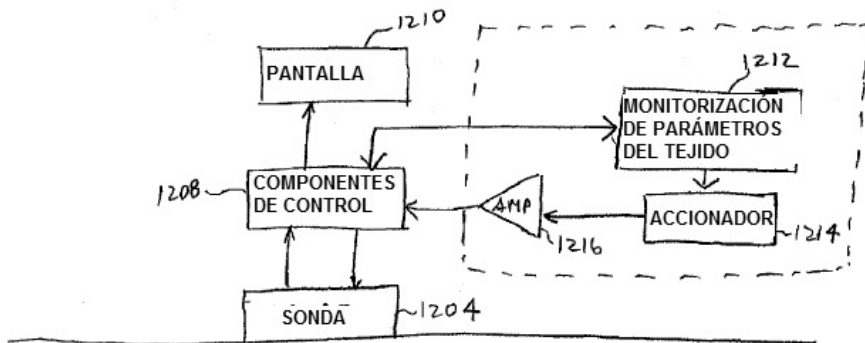 1210
PANTALLA
1212
MONITORIZACIÓN
DE PARÁMETROS
DEL TEJIDO
1208
COMPONENTES
DE CONTROL
AMP
1216
ACCIONADOR
1214
SONDA
1204